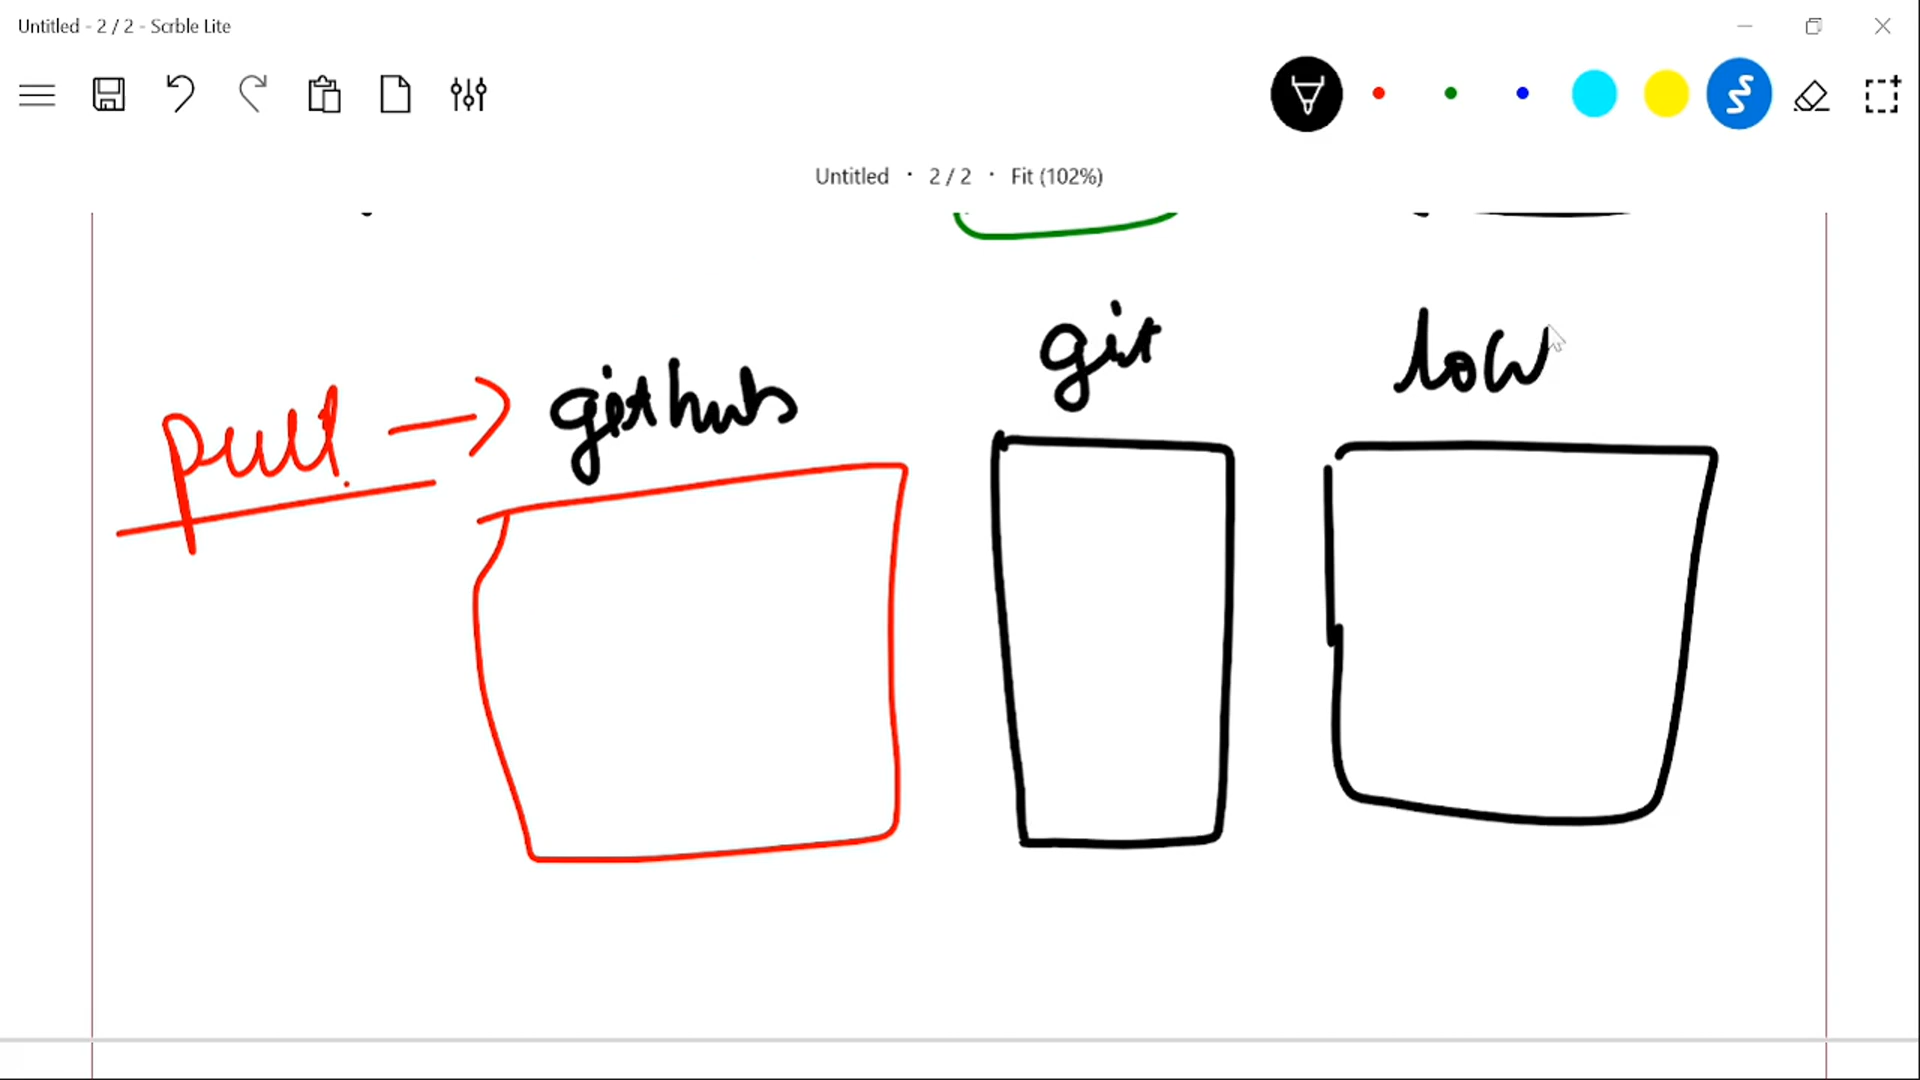 Untitled - 2 / 2 - Scrble Lite
Untitled · 2 / 2 · Fit (102%)
git
low
pull → github